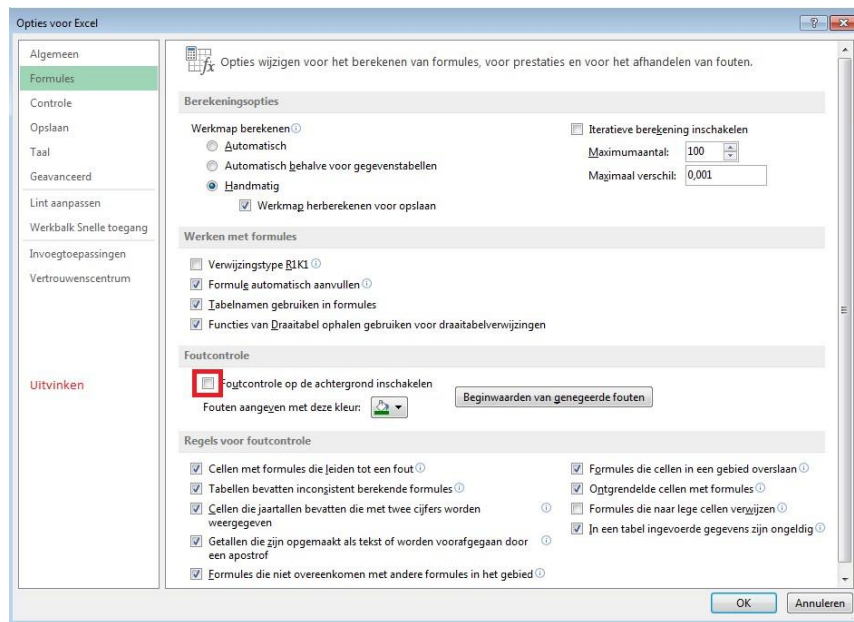 Opties voor Excel
Algemeen
Formules
Controle
Opslaan
Taal
Geavanceerd
Lint aanpassen
Werkbalk Snelle toegang
Invoegtoepassingen
Vertrouwenscentrum
Uitvinken
Opties wijzigen voor het berekenen van formules, voor prestaties en voor het afhandelen van fouten.
Berekeningsopties
Werkmap berekenen
Automatisch
Automatisch behalve voor gegevenstabellen
Handmatig
Werkmap herberekenen voor opslaan
Iteratieve berekening inschakelen
Maximumaantal: 100
Maximaal verschil: 0,001
Werken met formules
Verwijzingstype R1K1
Formule automatisch aanvullen
Tabelnamen gebruiken in formules
Functies van Draaitabel ophalen gebruiken voor draaitabelverwijzingen
Foutcontrole
Foutcontrole op de achtergrond inschakelen
Fouten aangeven met deze kleur:
Beginwaarden van genegeerde fouten
Regels voor foutcontrole
Cellen met formules die leiden tot een fout
Tabellen bevatten inconsistent berekende formules
Cellen die jaartallen bevatten die met twee cijfers worden
weergegeven
Getallen die zijn opgemaakt als tekst of worden voorafgegaan door
een apostrof
Formules die niet overeenkomen met andere formules in het gebied
Formules die cellen in een gebied overslaan
Ontgrendelde cellen met formules
Formules die naar lege cellen verwijzen
In een tabel ingevoerde gegevens zijn ongeldig
OK
Annuleren